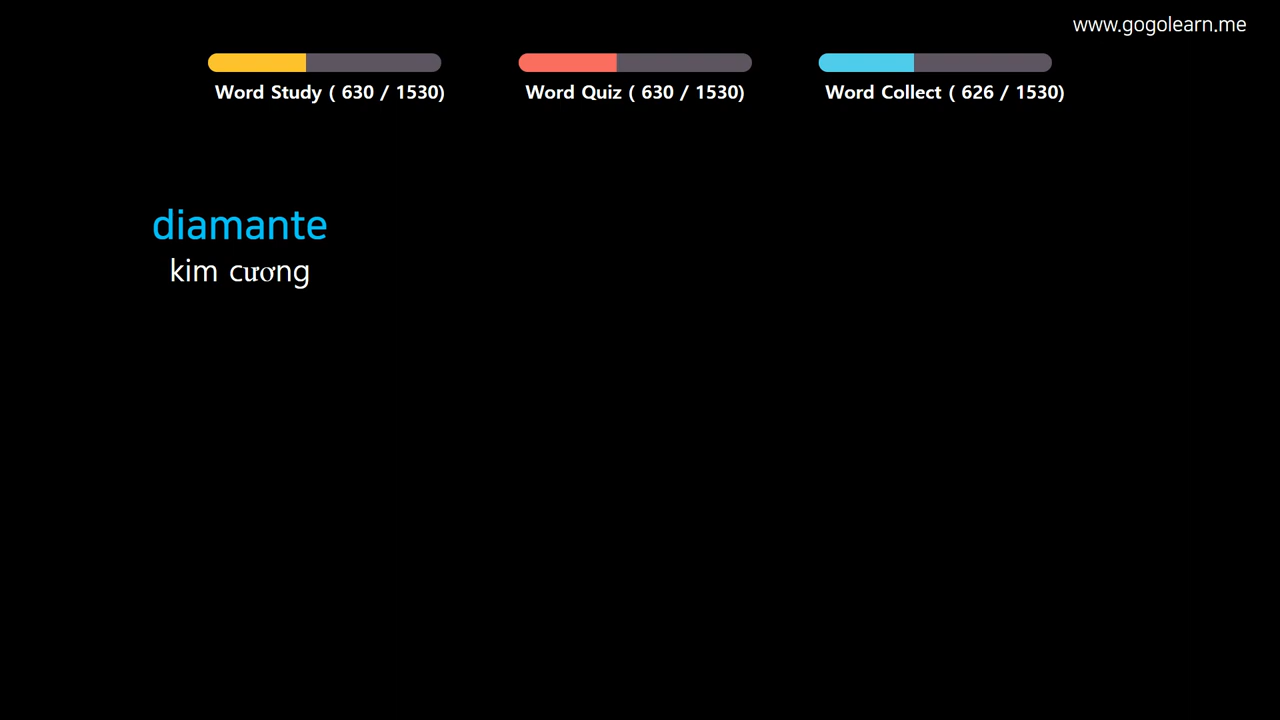 www.gogolearn.me
Word Study ( 630 / 1530)
Word Quiz ( 630 / 1530)
Word Collect ( 626 / 1530)
diamante
kim cương